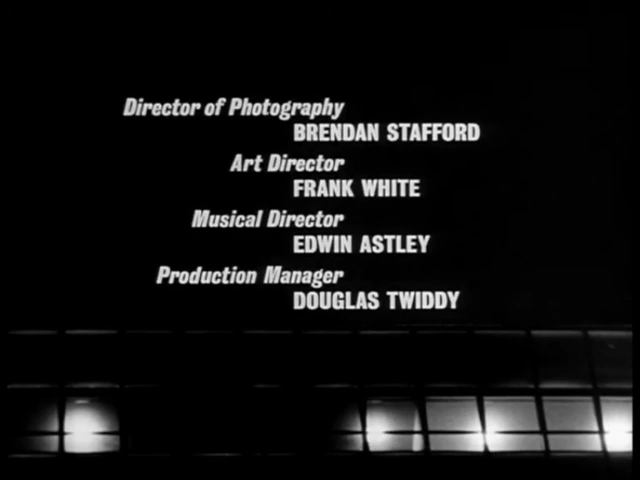 Director of Photography
BRENDAN STAFFORD
Art Director
FRANK WHITE
Musical Director
EDWIN ASTLEY
Production Manager
DOUGLAS TWIDDY